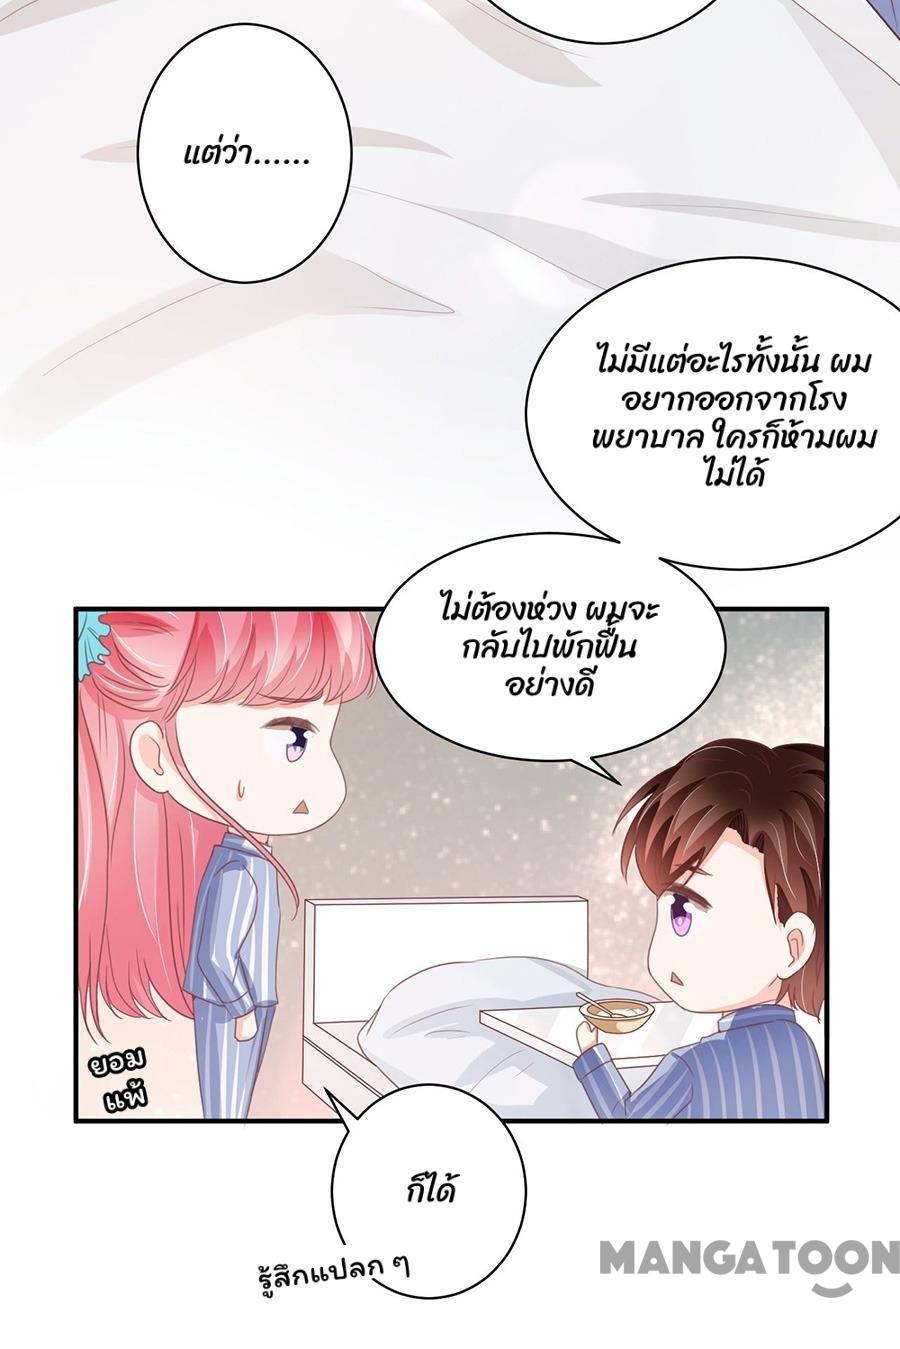 แต่ว่า......
ไม่มีแต่อะไรทั้งนั้น ผม
อยากออกจากโรง
พยาบาล ใครก็ห้ามผม
ไม่ได้
ไม่ต้องห่วง ผมจะ
กลับไปพักฟื้น
อย่างดี
ยอม
แพ้
ก็ได้
รู้สึกแปลก ๆ
MANGATOON